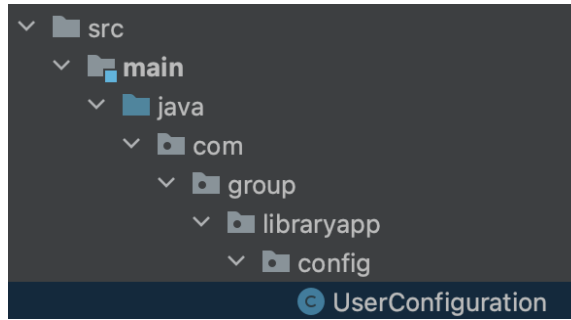 src
main
java
com
group
libraryapp
config
C UserConfiguration